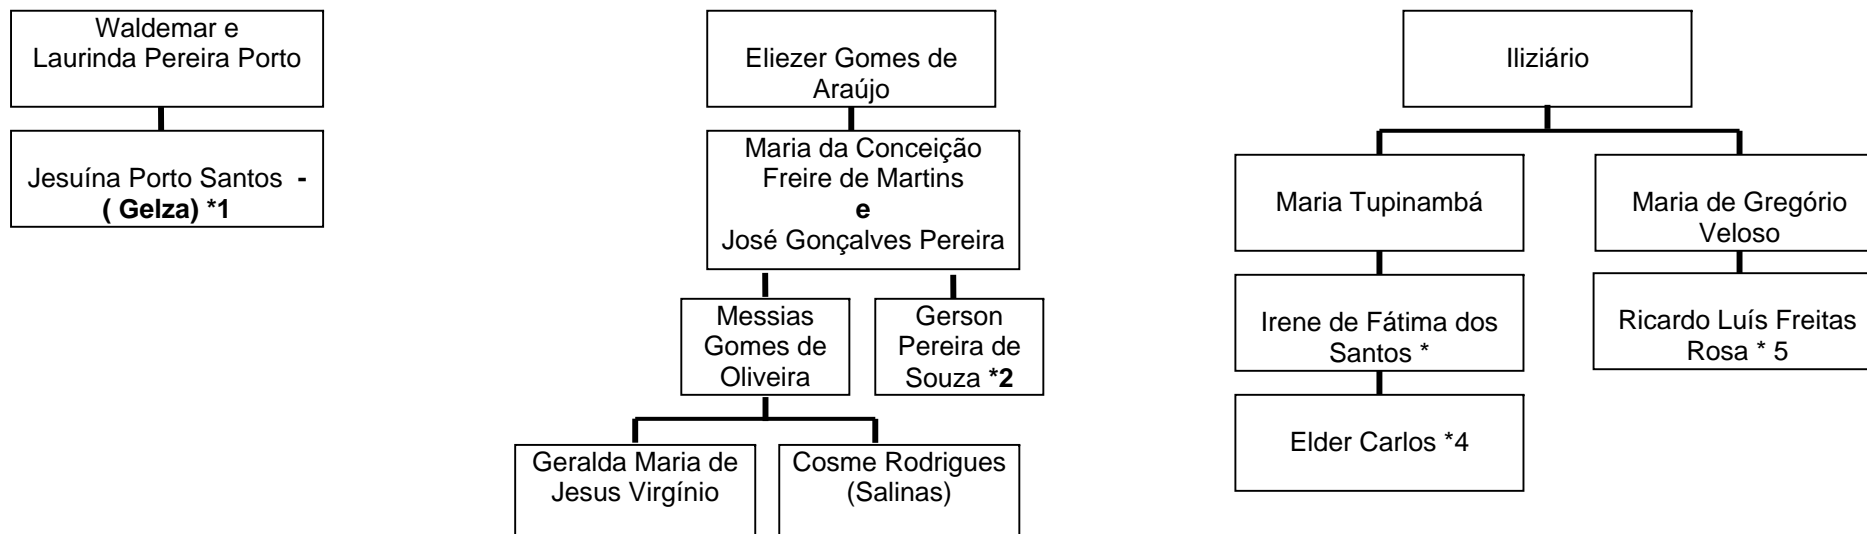 Waldemar e
Laurinda Pereira Porto
Jesuína Porto Santos -
( Gelza) *1
Eliezer Gomes de
Araújo
Maria da Conceição
Freire de Martins
e
José Gonçalves Pereira
Messias
Gomes de
Oliveira
Gerson
Pereira de
Souza *2
Geralda Maria de
Jesus Virgínio
Cosme Rodrigues
(Salinas)
Iliziário
Maria Tupinambá
Maria de Gregório
Veloso
Irene de Fátima dos
Santos *
Ricardo Luís Freitas
Rosa * 5
Elder Carlos *4